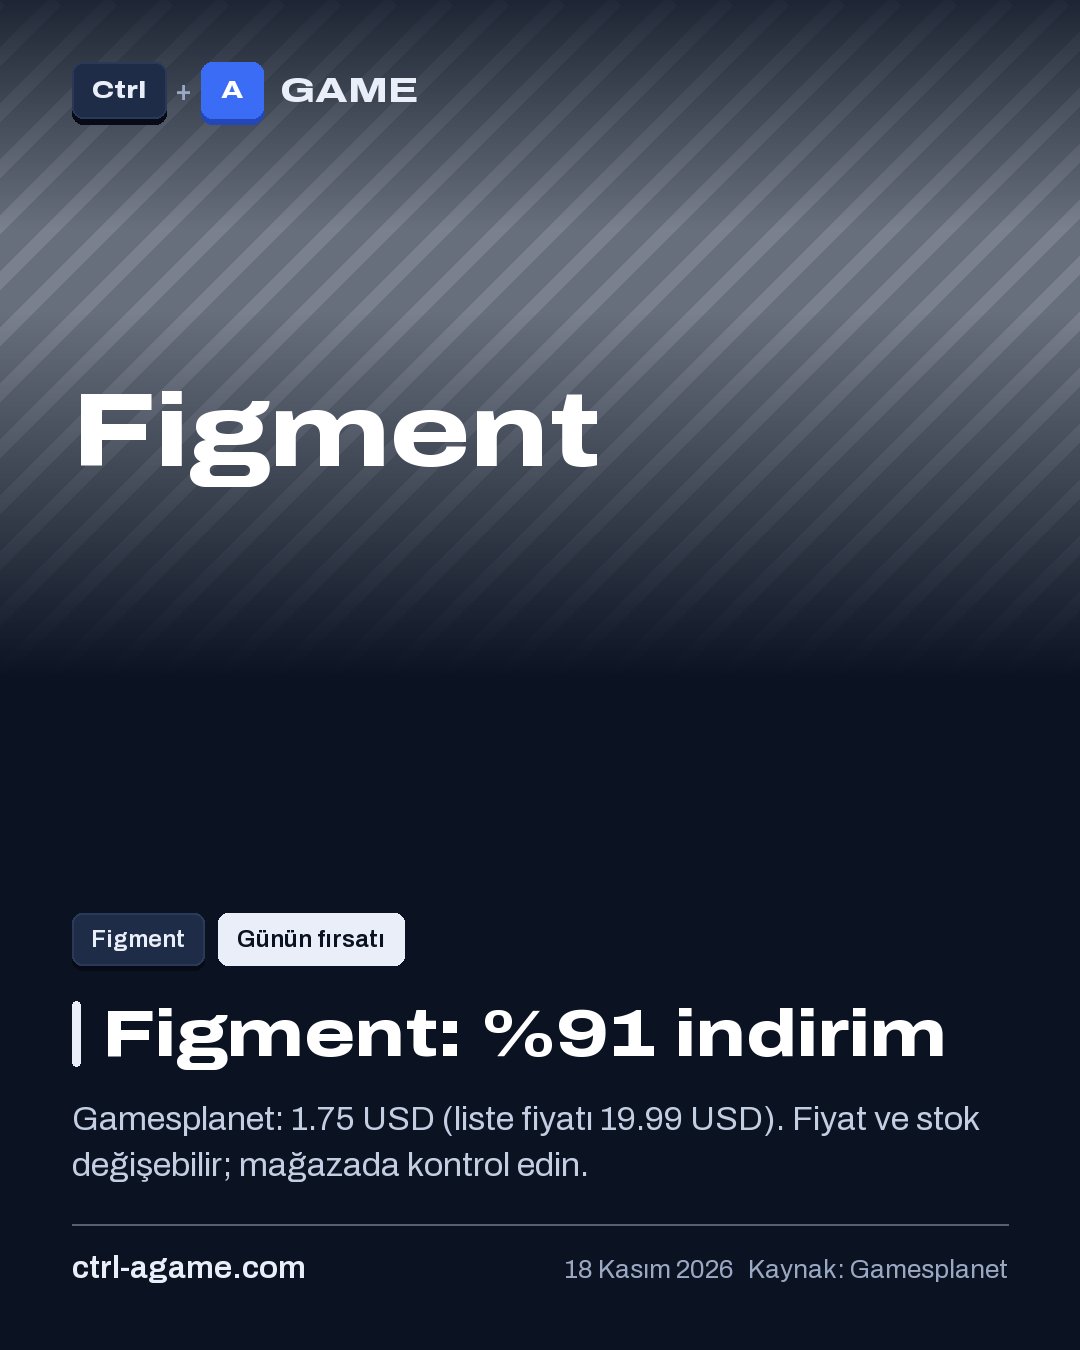 Ctrl + A GAME
Figment
Figment Günün fırsatı
Figment: %91 indirim
Gamesplanet: 1.75 USD (liste fiyatı 19.99 USD). Fiyat ve stok
değişebilir; mağazada kontrol edin.
ctrl-agame.com 18 Kasım 2026 Kaynak: Gamesplanet